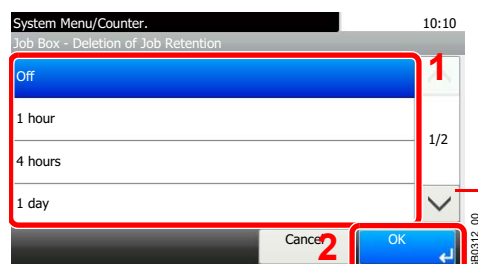 System Menu/Counter. 10:10
Job Box - Deletion of Job Retention
Off
1
1 hour
1/2
4 hours
1 day
Cancel 2 OK
GB0312_00